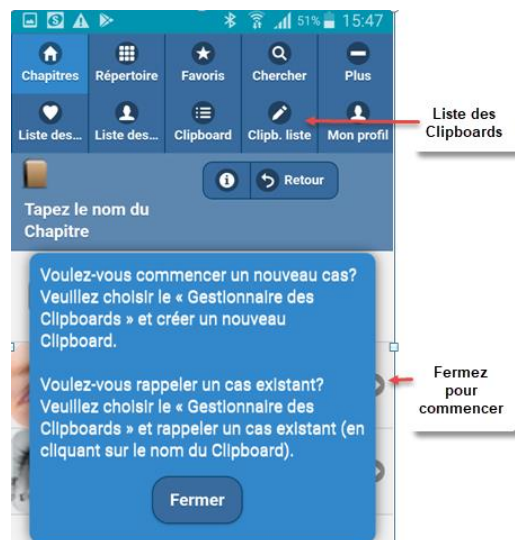 51% 15:47
Chapitres Répertoire Favoris Chercher Plus
Liste des... Liste des... Clipboard Clipb. liste Mon profil
Liste des
Clipboards
Retour
Tapez le nom du
Chapitre
Voulez-vous commencer un nouveau cas?
Veuillez choisir le « Gestionnaire des
Clipboards » et créer un nouveau
Clipboard.
Voulez-vous rappeler un cas existant?
Veuillez choisir le « Gestionnaire des
Clipboards » et rappeler un cas existant (en
cliquant sur le nom du Clipboard).
Fermer
Fermez
pour
commencer